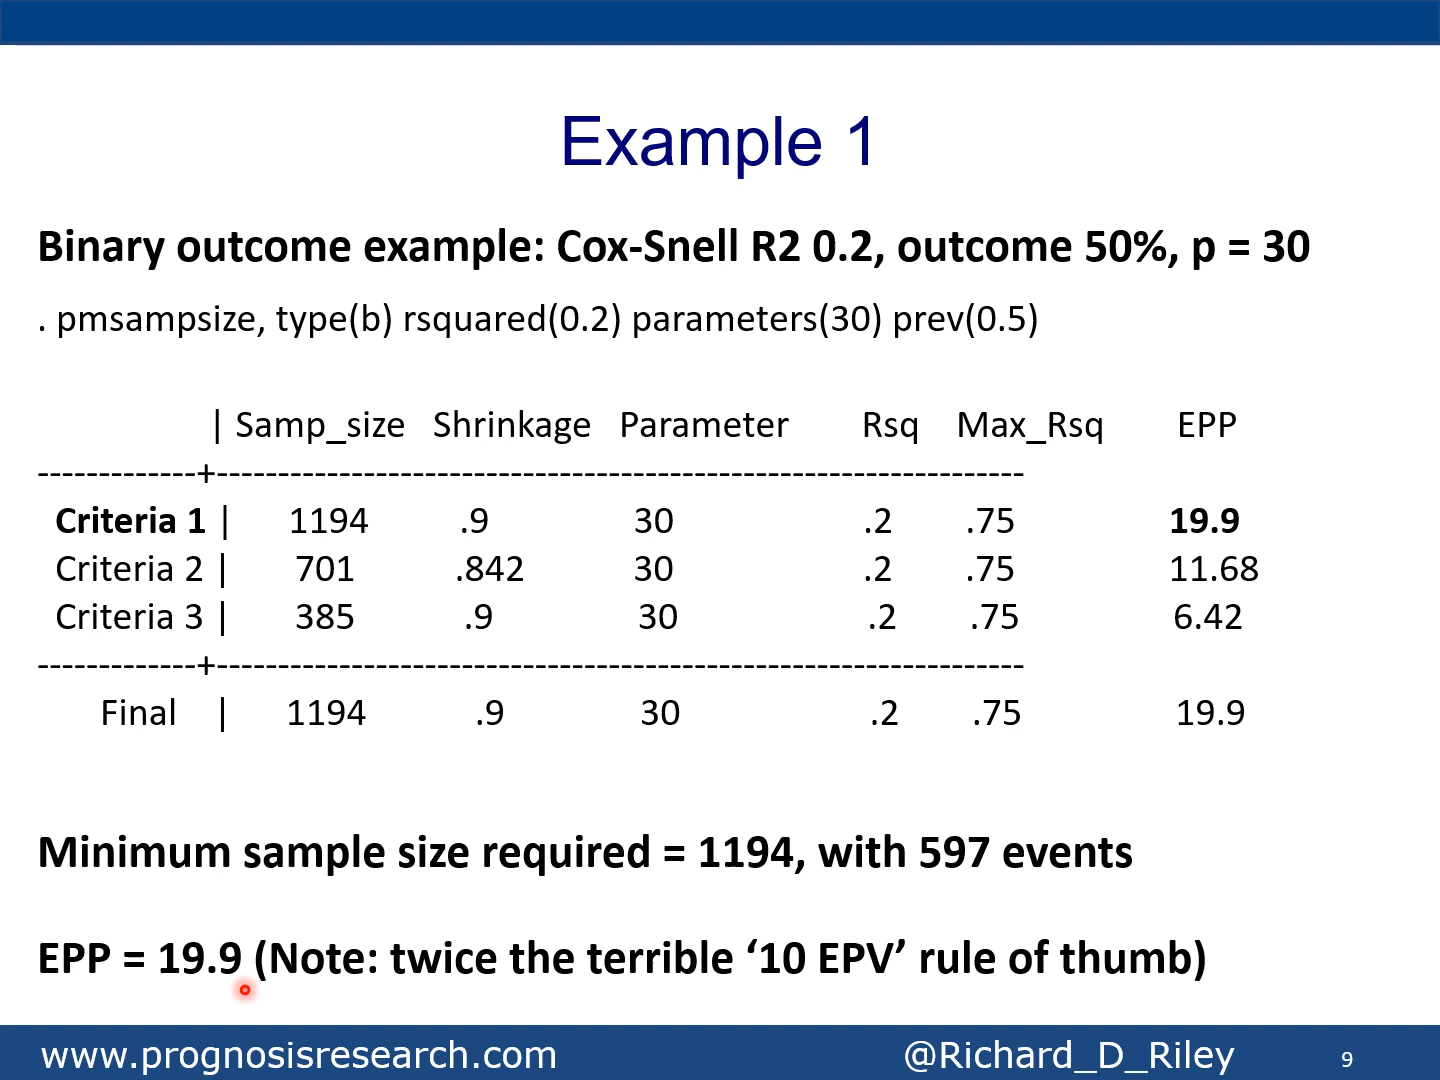 Example 1
Binary outcome example: Cox-Snell R2 0.2, outcome 50%, p = 30
. pmsampsize, type(b) rsquared(0.2) parameters(30) prev(0.5)
| Samp_size Shrinkage Parameter Rsq Max_Rsq EPP
-------------+------------------------------------------------------------------
Criteria 1 | 1194 .9 30 .2 .75 19.9
Criteria 2 | 701 .842 30 .2 .75 11.68
Criteria 3 | 385 .9 30 .2 .75 6.42
-------------+------------------------------------------------------------------
Final | 1194 .9 30 .2 .75 19.9
Minimum sample size required = 1194, with 597 events
EPP = 19.9 (Note: twice the terrible ‘10 EPV’ rule of thumb)
www.prognosisresearch.com @Richard_D_Riley 9